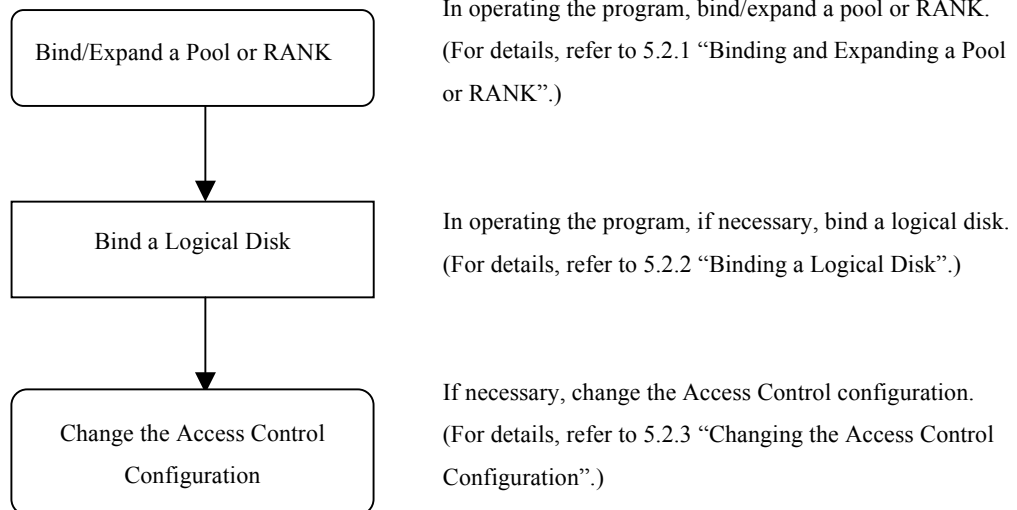 In operating the program, bind/expand a pool or RANK.
Bind/Expand a Pool or RANK
(For details, refer to 5.2.1 “Binding and Expanding a Pool
or RANK”.)
Bind a Logical Disk
In operating the program, if necessary, bind a logical disk.
(For details, refer to 5.2.2 “Binding a Logical Disk”.)
Change the Access Control
Configuration
If necessary, change the Access Control configuration.
(For details, refer to 5.2.3 “Changing the Access Control
Configuration”.)